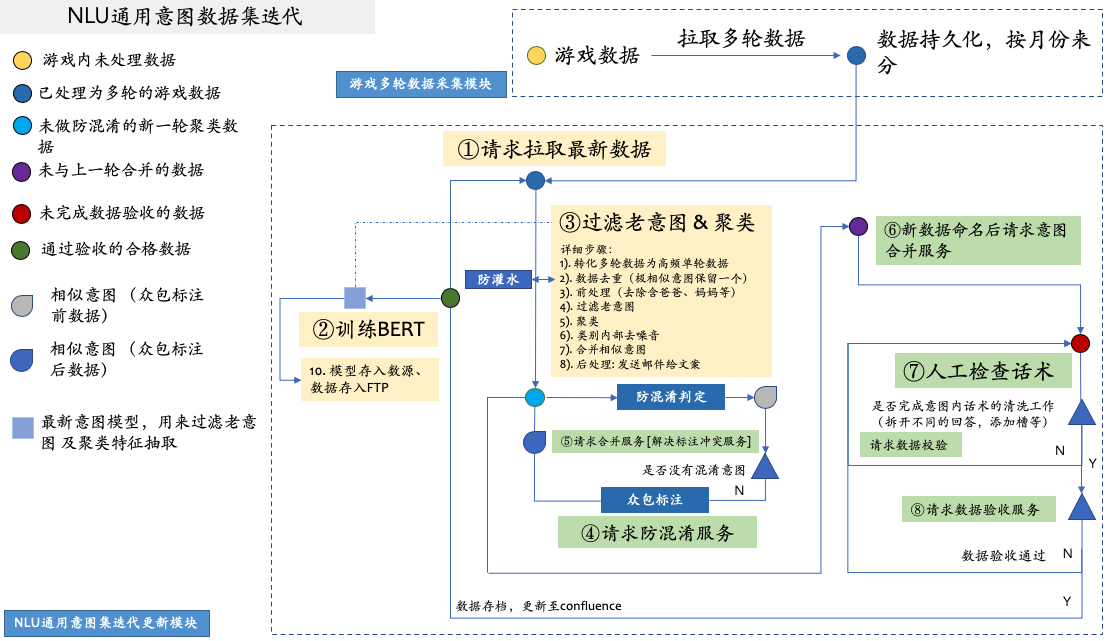 NLU通用意图数据集迭代
游戏内未处理数据
已处理为多轮的游戏数据
未做防混淆的新一轮聚类数
据
未与上一轮合并的数据
未完成数据验收的数据
通过验收的合格数据
相似意图（众包标注
前数据）
相似意图（众包标注
后数据）
最新意图模型，用来过滤老意
图 及聚类特征抽取
NLU通用意图集迭代更新模块
游戏多轮数据采集模块
游戏数据
拉取多轮数据
数据持久化，按月份来
分
①请求拉取最新数据
③过滤老意图 & 聚类
详细步骤：
1). 转化多轮数据为高频单轮数据
2). 数据去重（极相似意图保留一个）
3). 前处理（去除含爸爸、妈妈等）
4). 过滤老意图
5). 聚类
6). 类别内部去噪音
7). 合并相似意图
8). 后处理: 发送邮件给文案
防灌水
②训练BERT
10. 模型存入数源、
数据存入FTP
防混淆判定
⑤请求合并服务[解决标注冲突服务]
是否没有混淆意图
N
众包标注
④请求防混淆服务
⑥新数据命名后请求意图
合并服务
⑦人工检查话术
是否完成意图内话术的清洗工作
（拆开不同的回答，添加槽等）
请求数据校验
N
Y
⑧请求数据验收服务
数据验收通过
N
Y
数据存档，更新至confluence